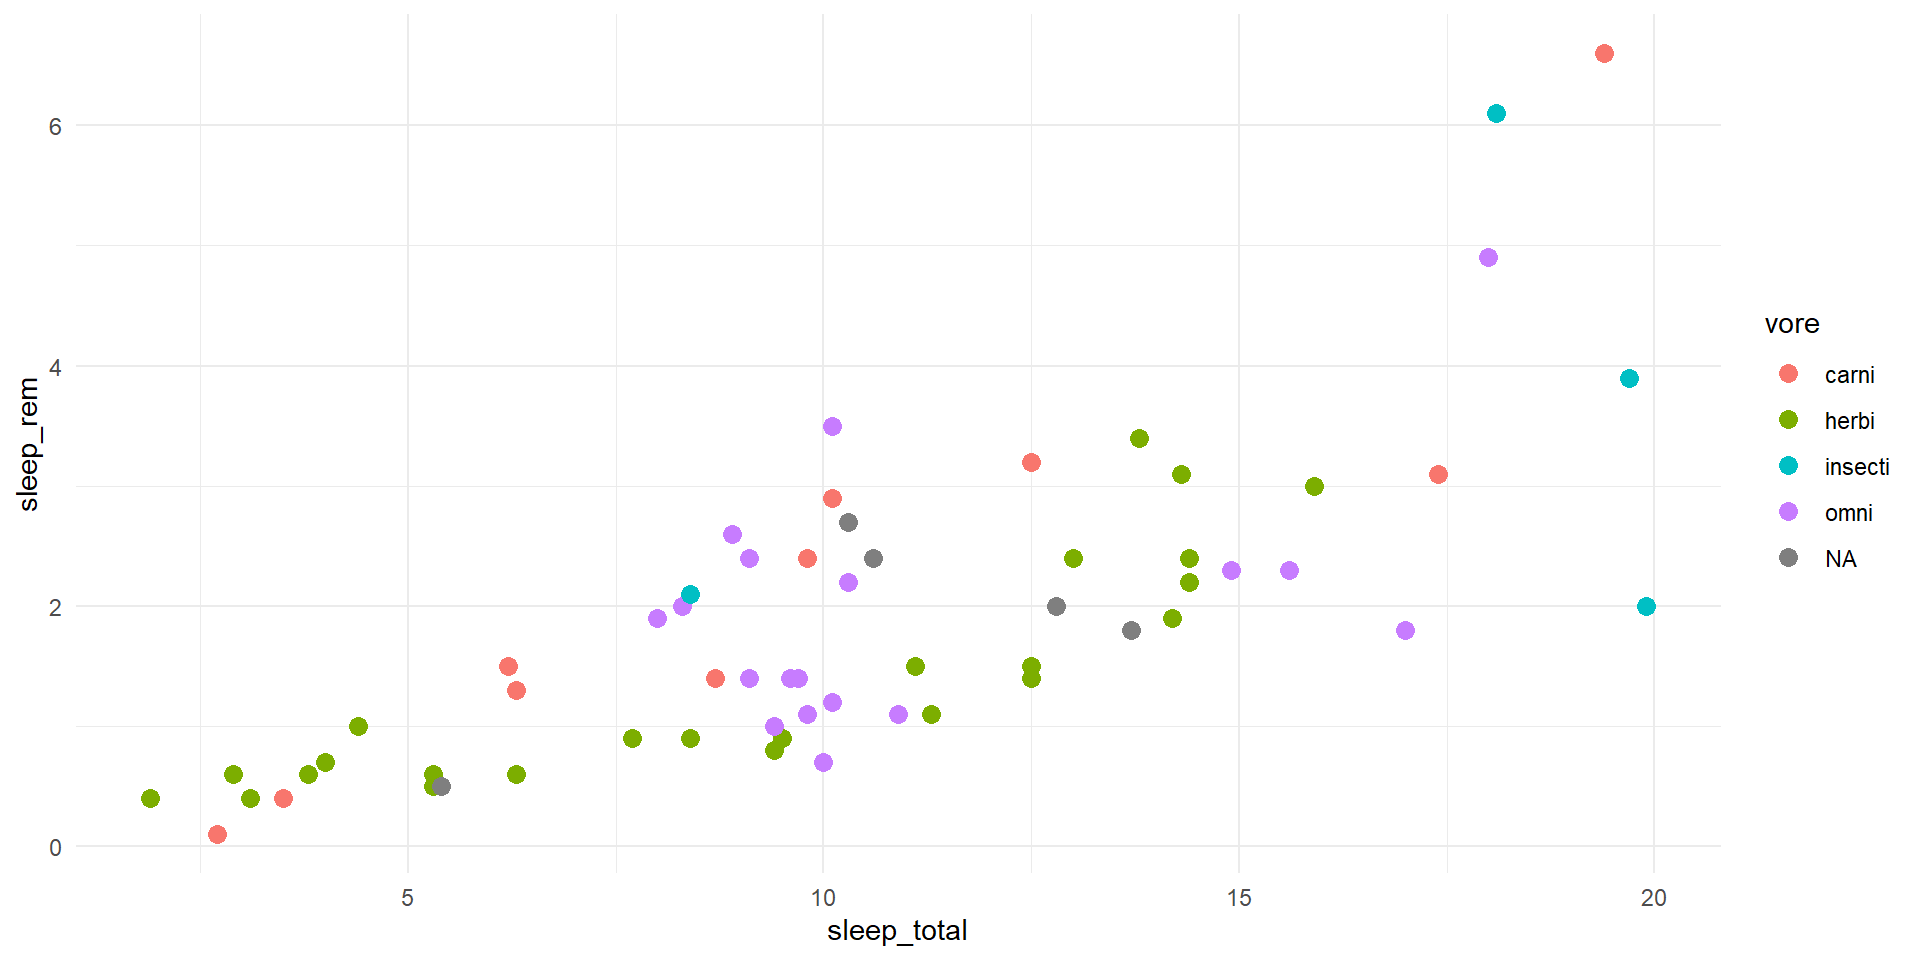 6
4
2
0
sleep_rem
5
10
15
20
sleep_total
vore
carni
herbi
insecti
omni
NA